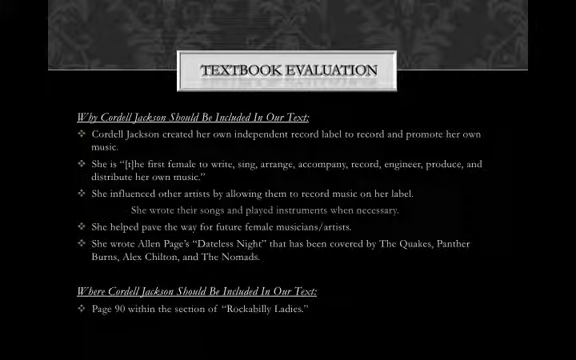 TEXTBOOK EVALUATION
Why Cordell Jackson Should Be Included In Our Text:
Cordell Jackson created her own independent record label to record and promote her own
music.
She is “[t]he first female to write, sing, arrange, accompany, record, engineer, produce, and
distribute her own music.”
She influenced other artists by allowing them to record music on her label.
She wrote their songs and played instruments when necessary.
She helped pave the way for future female musicians/artists.
She wrote Allen Page’s “Dateless Night” that has been covered by The Quakes, Panther
Burns, Alex Chilton, and The Nomads.
Where Cordell Jackson Should Be Included In Our Text:
Page 90 within the section of “Rockabilly Ladies.”